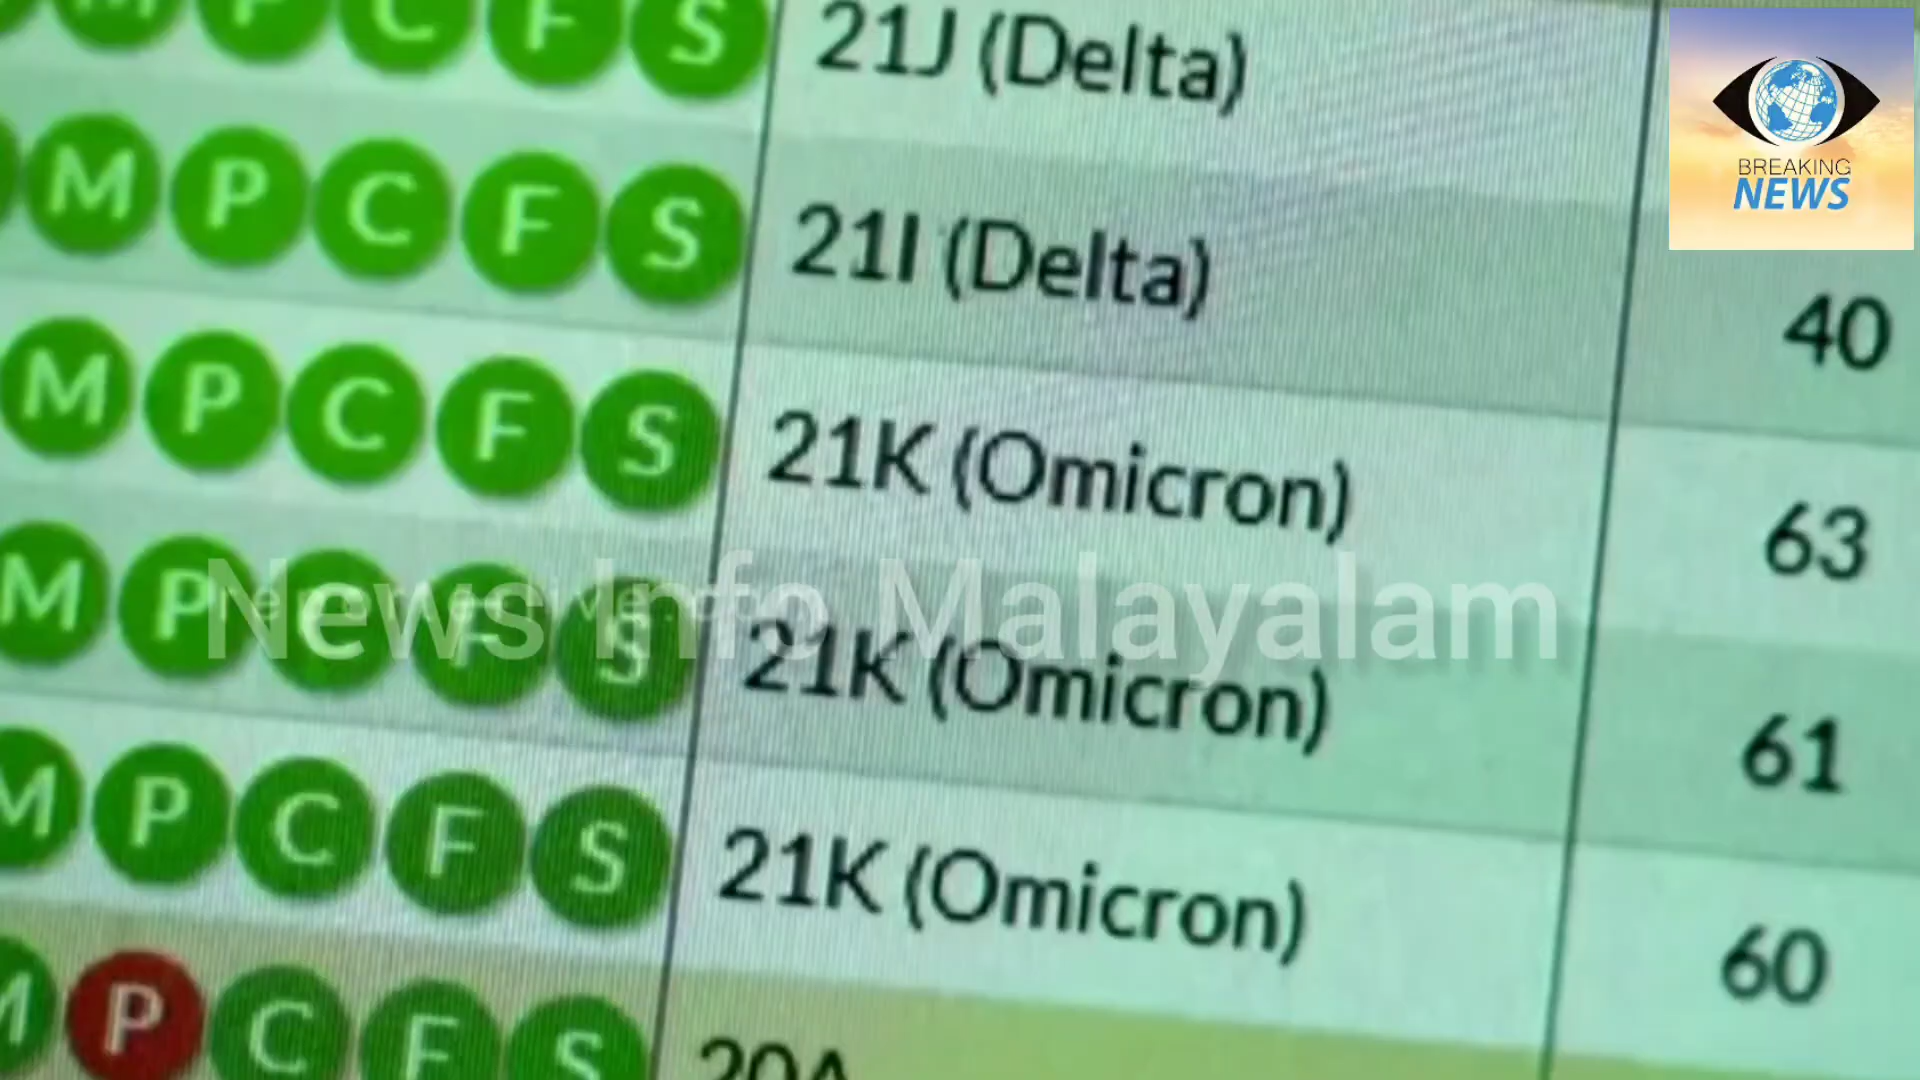 M P C F S 21J (Delta)
M P C F S 21I (Delta) 40
M P C F S 21K (Omicron) 63
M P C F S 21K (Omicron) 61
M P C F S 21K (Omicron) 60
M P C F S 20A
BREAKING
NEWS
News Info Malayalam